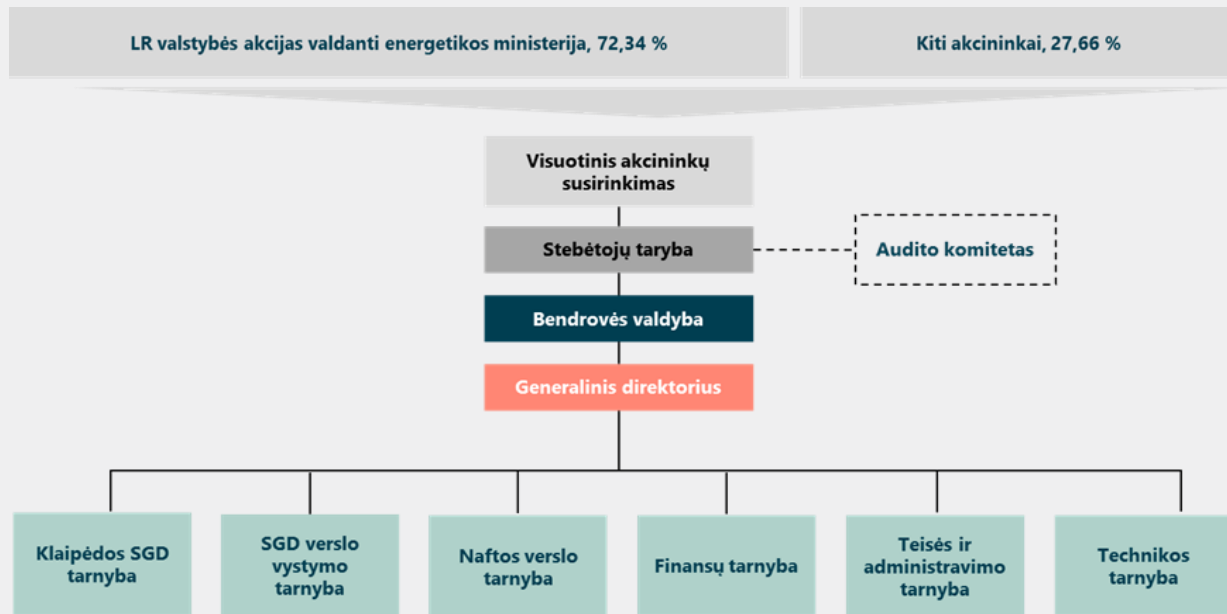 LR valstybės akcijas valdanti energetikos ministerija, 72,34 %
Kiti akcininkai, 27,66 %
Visuotinis akcininkų
susirinkimas
Stebėtojų taryba
Audito komitetas
Bendrovės valdyba
Generalinis direktorius
Klaipėdos SGD
tarnyba
SGD verslo
vystymo
tarnyba
Naftos verslo
tarnyba
Finansų tarnyba
Teisės ir
administravimo
tarnyba
Technikos
tarnyba